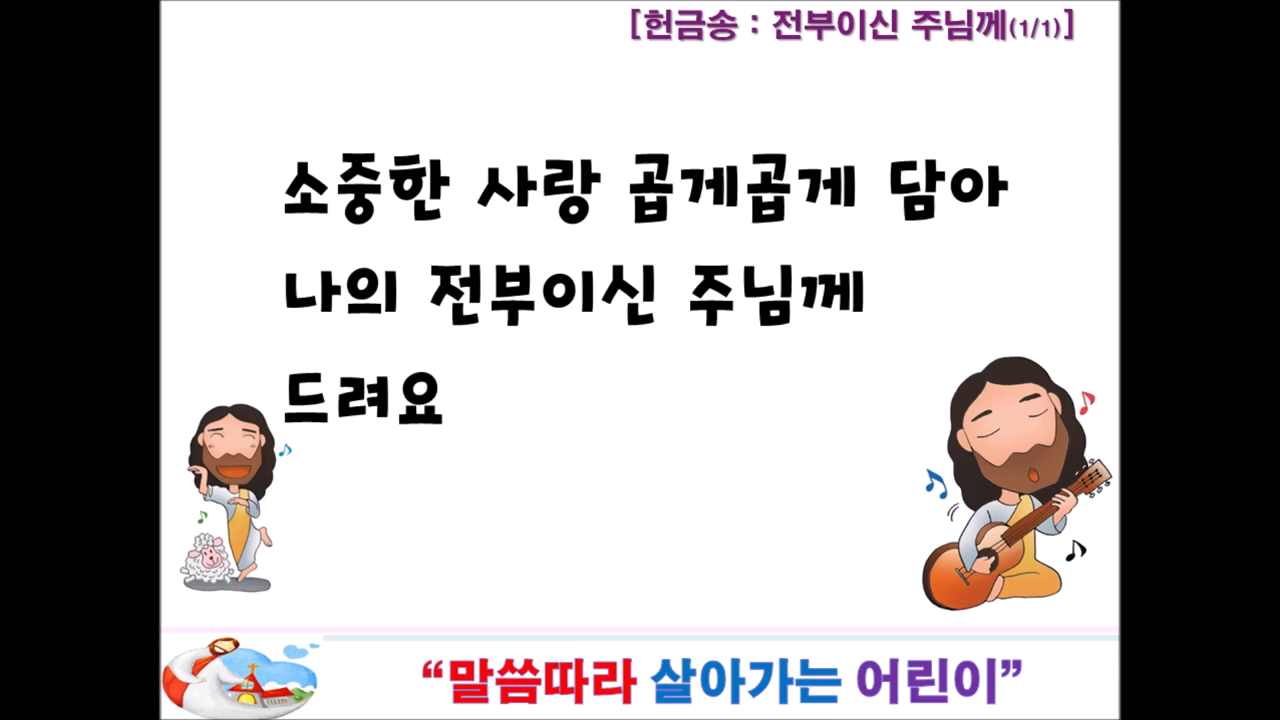 [헌금송 : 전부이신 주님께(1/1)]
소중한 사랑 곱게곱게 담아
나의 전부이신 주님께
드려요
“말씀따라 살아가는 어린이”